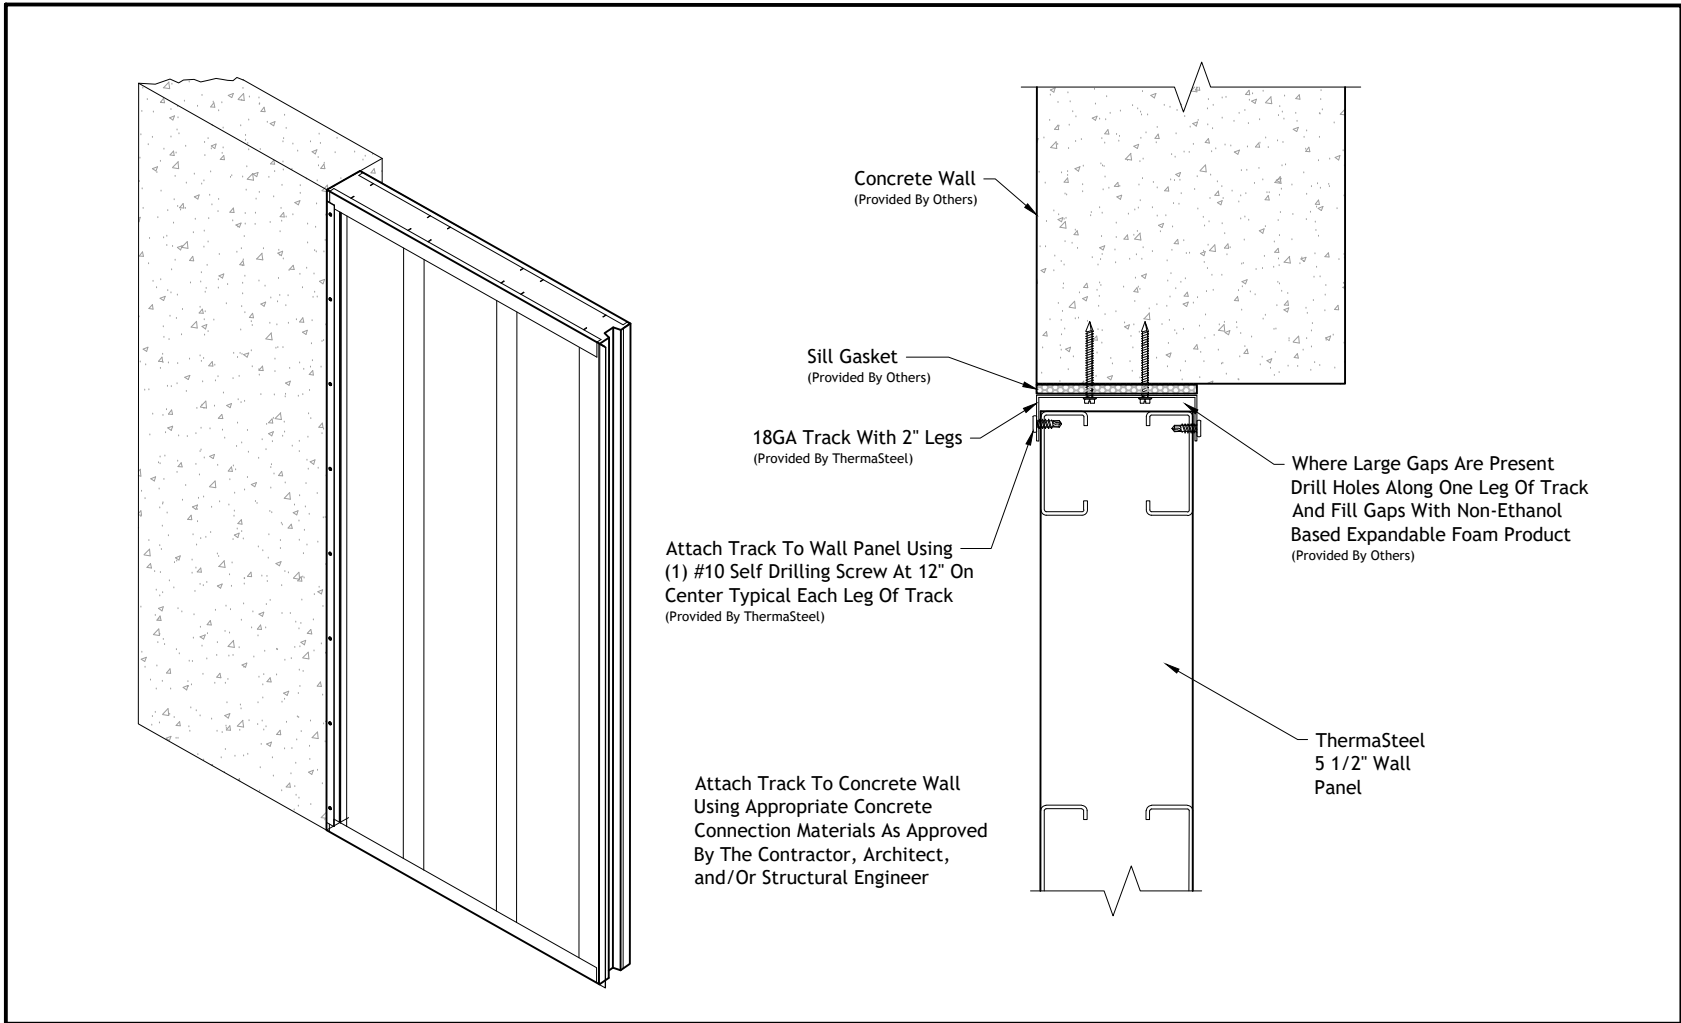 Concrete Wall
(Provided By Others)
Sill Gasket
(Provided By Others)
18GA Track With 2" Legs
(Provided By ThermaSteel)
Attach Track To Wall Panel Using
(1) #10 Self Drilling Screw At 12" On
Center Typical Each Leg Of Track
(Provided By ThermaSteel)
Attach Track To Concrete Wall
Using Appropriate Concrete
Connection Materials As Approved
By The Contractor, Architect,
and/Or Structural Engineer
Where Large Gaps Are Present
Drill Holes Along One Leg Of Track
And Fill Gaps With Non-Ethanol
Based Expandable Foam Product
(Provided By Others)
ThermaSteel
5 1/2" Wall
Panel